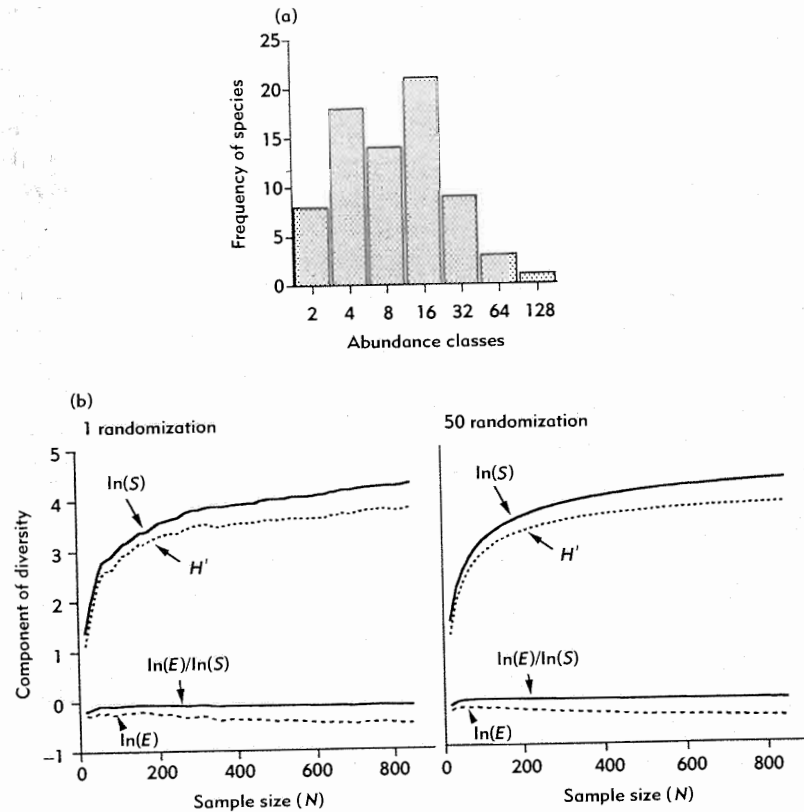 (a)
Frequency of species
25
20
15
10
5
0
2 4 8 16 32 64 128
Abundance classes
(b)
1 randomization
50 randomization
Component of diversity
5
4
3
2
1
0
−1
ln(S)
H'
ln(E)/ln(S)
ln(E)
0 200 400 600 800
Sample size (N)
ln(S)
H'
ln(E)/ln(S)
ln(E)
0 200 400 600 800
Sample size (N)